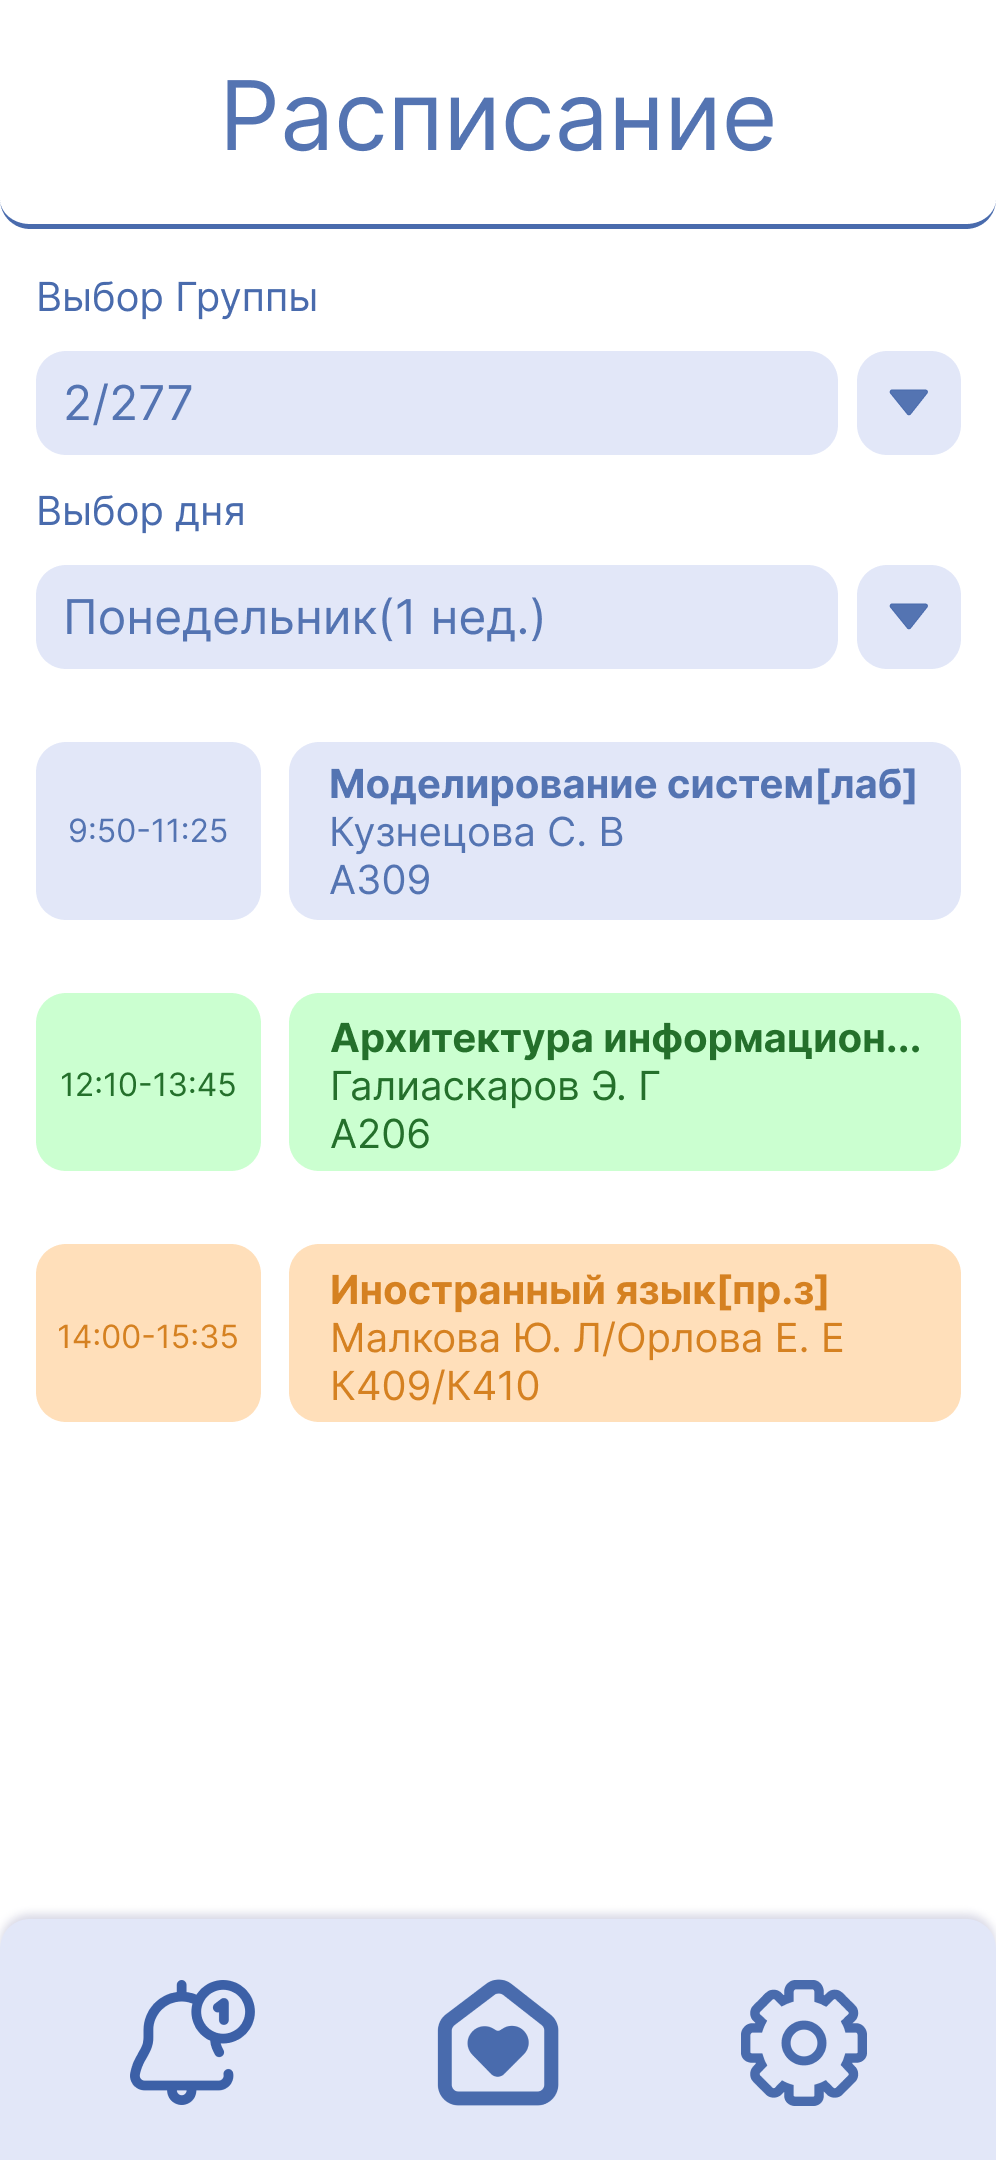 Расписание
Выбор Группы
2/277
Выбор дня
Понедельник(1 нед.)
9:50-11:25
Моделирование систем[лаб]
Кузнецова С. В
А309
12:10-13:45
Архитектура информацион...
Галиаскаров Э. Г
А206
14:00-15:35
Иностранный язык[пр.з]
Малкова Ю. Л/Орлова Е. Е
К409/К410
1